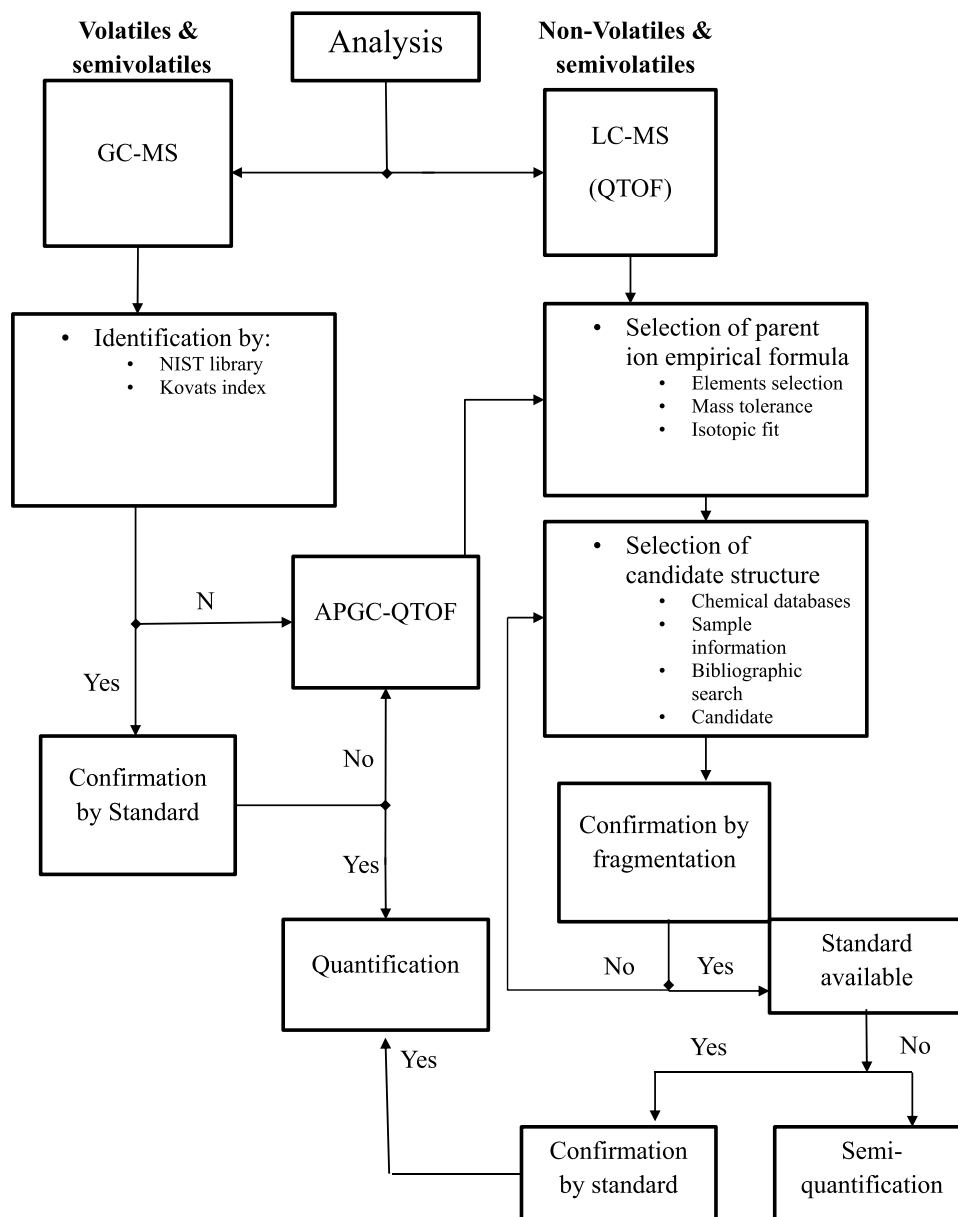 Volatiles &
semivolatiles
Analysis
Non-Volatiles &
semivolatiles
GC-MS
LC-MS
(QTOF)
• Identification by:
• NIST library
• Kovats index
• Selection of parent
ion empirical formula
• Elements selection
• Mass tolerance
• Isotopic fit
• Selection of
candidate structure
• Chemical databases
• Sample
information
• Bibliographic
search
• Candidate
N
APGC-QTOF
Yes
No
Confirmation
by Standard
Yes
Confirmation by
fragmentation
Quantification
No
Yes
Standard
available
Yes
Yes
No
Confirmation
by standard
Semi-
quantification